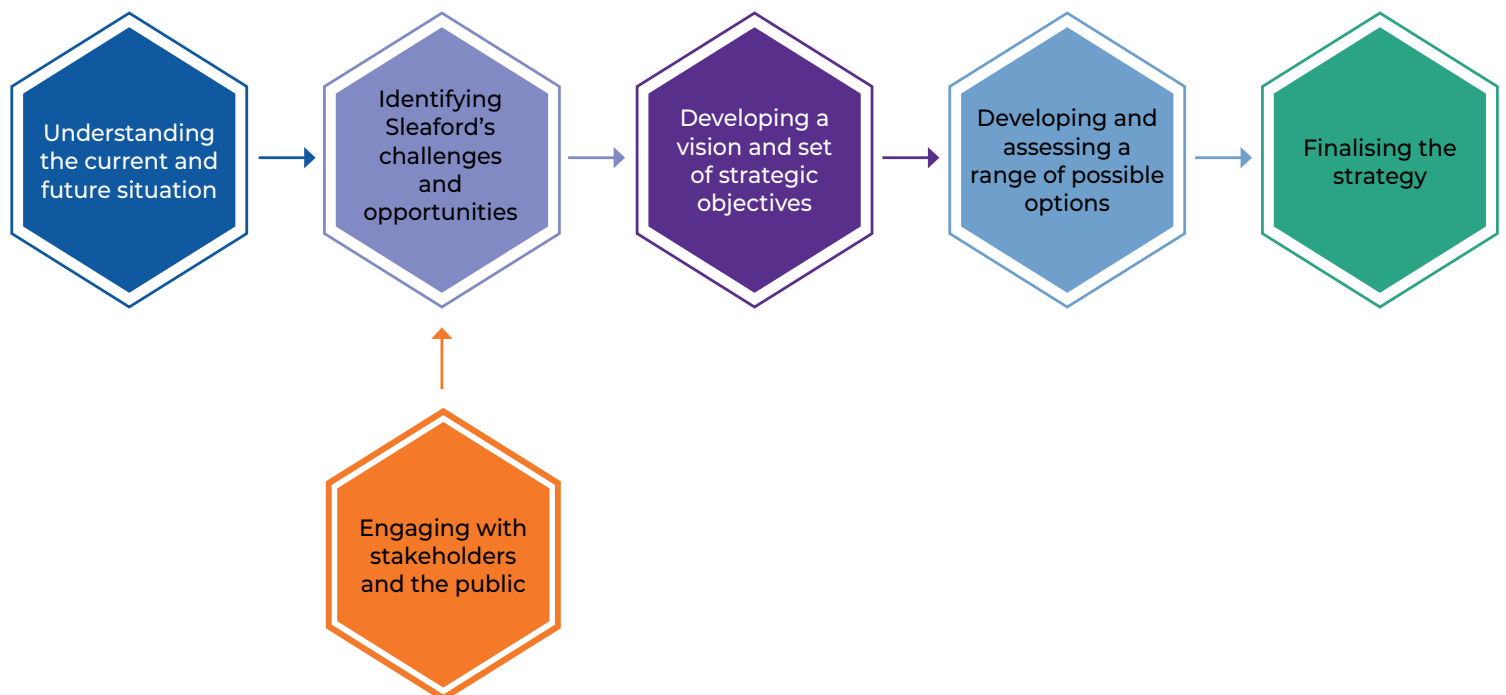 Understanding
the current and
future situation
Identifying
Sleaford’s
challenges
and
opportunities
Developing a
vision and set
of strategic
objectives
Developing and
assessing a
range of possible
options
Finalising the
strategy
Engaging with
stakeholders
and the public